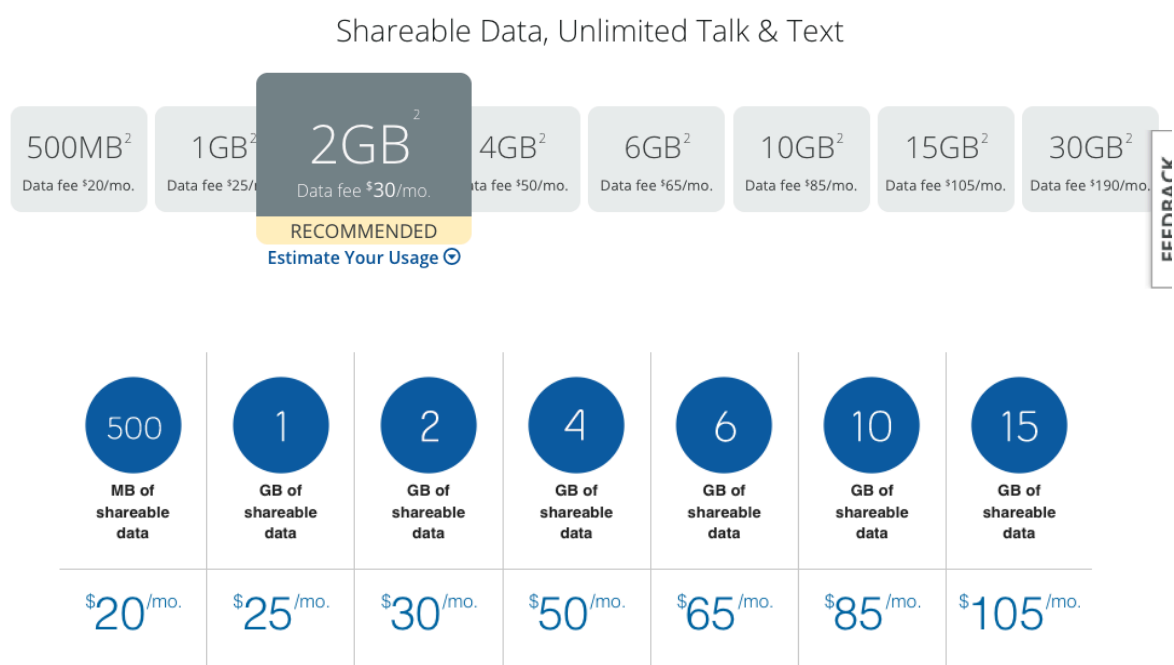 Shareable Data, Unlimited Talk & Text
500MB2 1GB2 2GB2 4GB2 6GB2 10GB2 15GB2 30GB2
Data fee $20/mo. Data fee $25/ Data fee $30/mo. fee $50/mo. Data fee $65/mo. Data fee $85/mo. Data fee $105/mo. Data fee $190/mo.
RECOMMENDED
Estimate Your Usage
FEEDBACK
500 1 2 4 6 10 15
MB of GB of GB of GB of GB of GB of GB of
shareable shareable shareable shareable shareable shareable shareable
data data data data data data data
$20/mo. $25/mo. $30/mo. $50/mo. $65/mo. $85/mo. $105/mo.